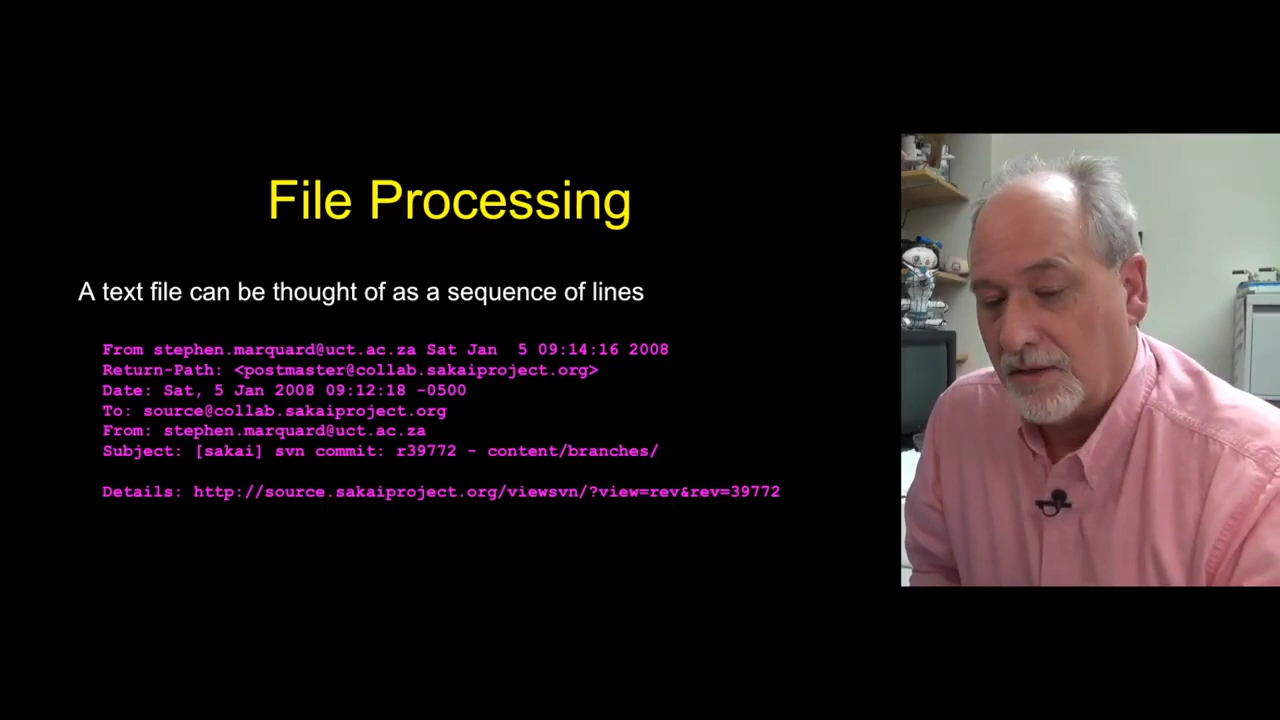 File Processing
A text file can be thought of as a sequence of lines
From stephen.marquard@uct.ac.za Sat Jan  5 09:14:16 2008
Return-Path: <postmaster@collab.sakaiproject.org>
Date: Sat, 5 Jan 2008 09:12:18 -0500
To: source@collab.sakaiproject.org
From: stephen.marquard@uct.ac.za
Subject: [sakai] svn commit: r39772 - content/branches/
Details: http://source.sakaiproject.org/viewsvn/?view=rev&rev=39772